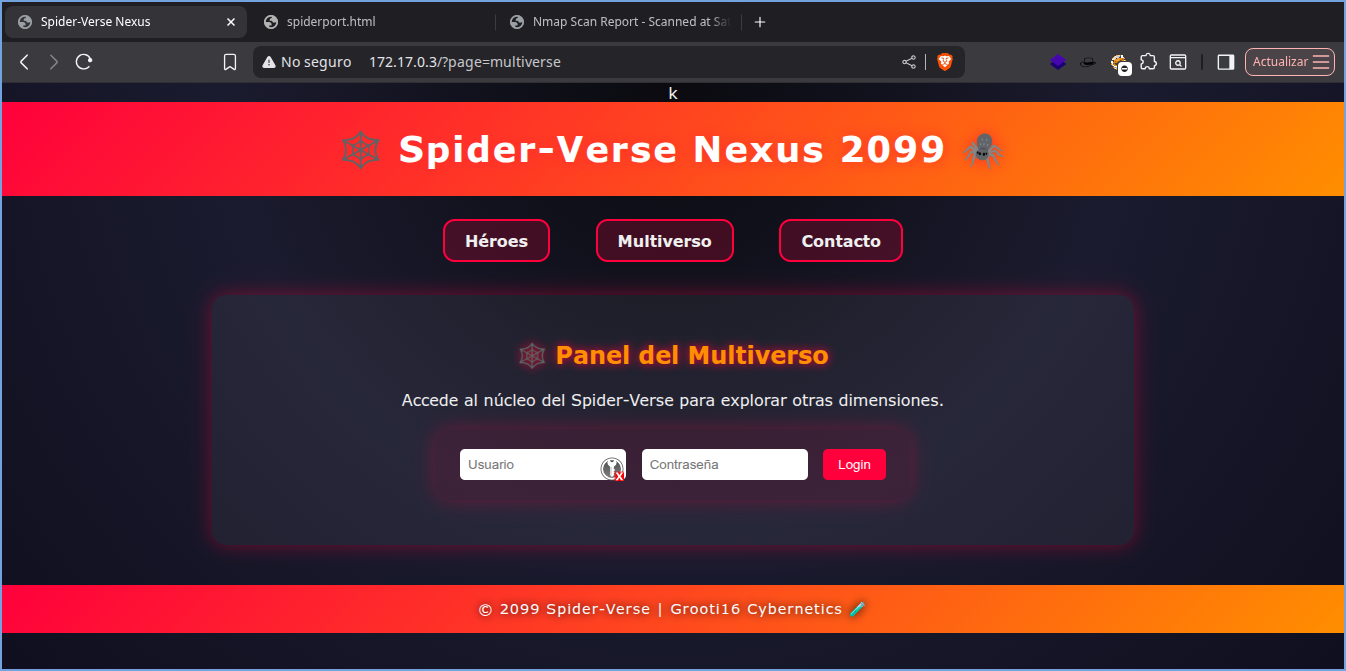 Spider-Verse Nexus
spiderport.html
Nmap Scan Report - Scanned at Sat
No seguro 172.17.0.3/?page=multiverse
Actualizar
k
Spider-Verse Nexus 2099
Héroes Multiverso Contacto
Panel del Multiverso
Accede al núcleo del Spider-Verse para explorar otras dimensiones.
Usuario Contraseña Login
© 2099 Spider-Verse | Grooti16 Cybernetics